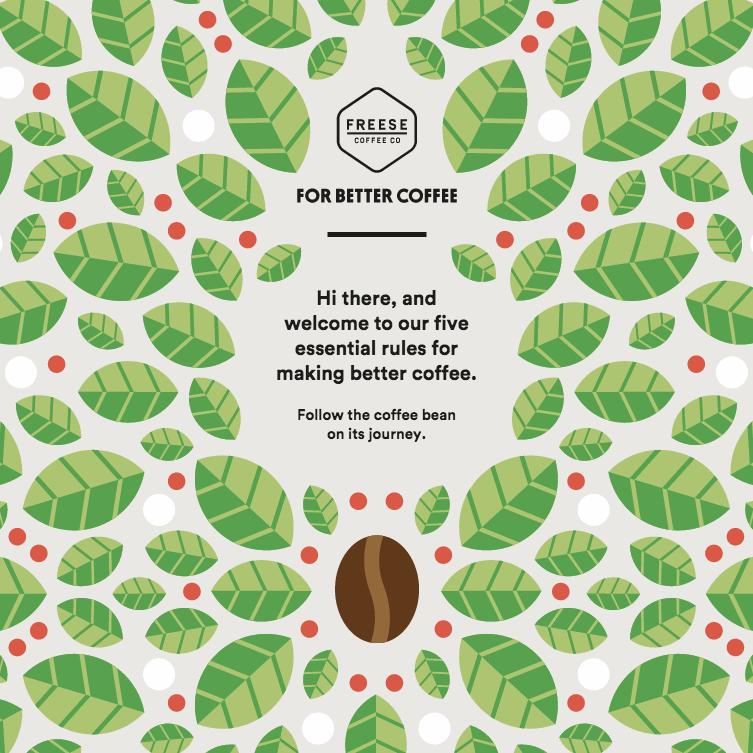 FREESE
COFFEE CO
FOR BETTER COFFEE
Hi there, and
welcome to our five
essential rules for
making better coffee.
Follow the coffee bean
on its journey.